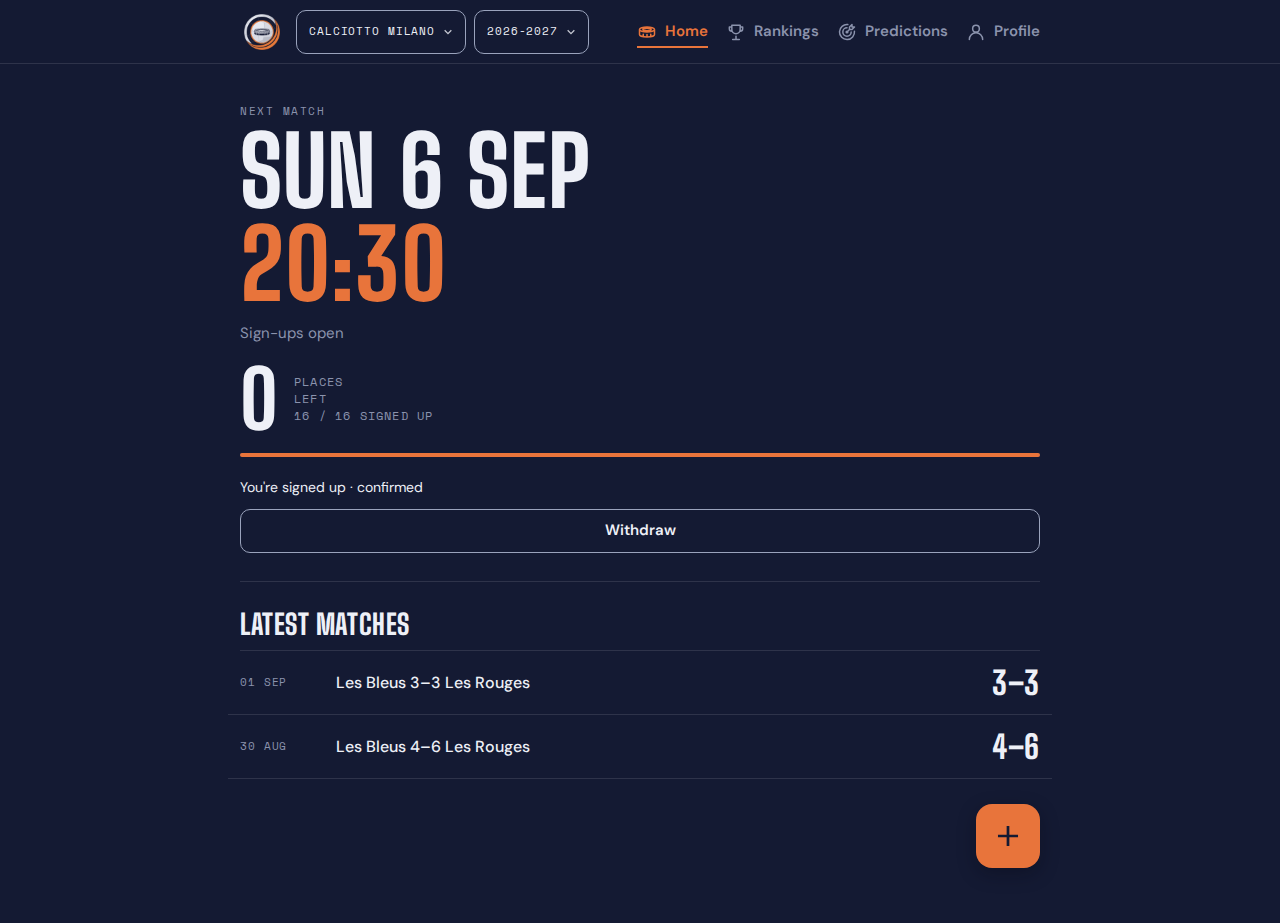 CALCIOTTO MILANO
2026-2027
Home
Rankings
Predictions
Profile
NEXT MATCH
SUN 6 SEP
20:30
Sign-ups open
0
PLACES
LEFT
16 / 16 SIGNED UP
You're signed up · confirmed
Withdraw
LATEST MATCHES
01 SEP Les Bleus 3–3 Les Rouges 3–3
30 AUG Les Bleus 4–6 Les Rouges 4–6